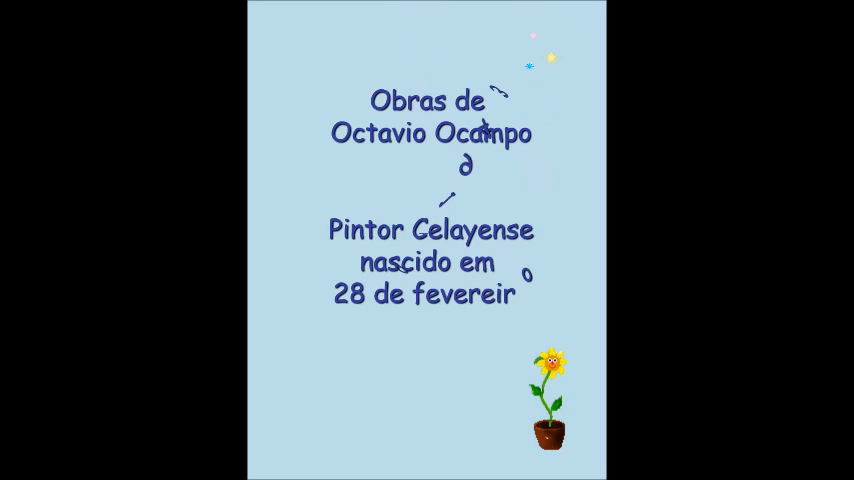 Obras de
Octavio Ocampo
Pintor Celayense
nascido em
28 de fevereir